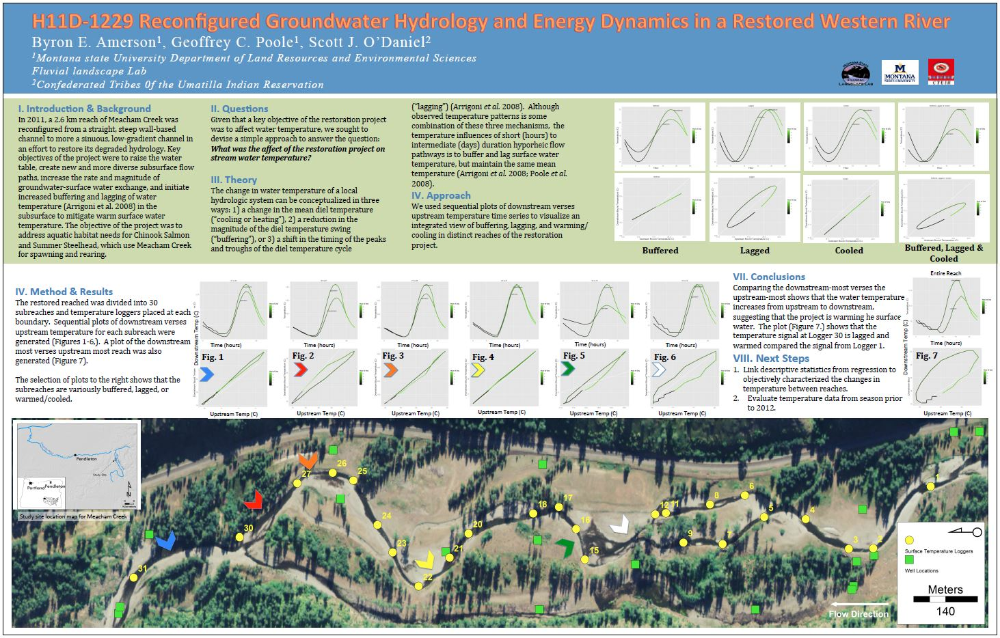 H11D-1229 Reconfigured Groundwater Hydrology and Energy Dynamics in a Restored Western River
Byron E. Amerson1, Geoffrey C. Poole1, Scott J. O'Daniel2
1Montana state University Department of Land Resources and Environmental Sciences
Fluvial landscape Lab
2Confederated Tribes 0f the Umatilla Indian Reservation
MONTANA
STATE UNIVERSITY
I. Introduction & Background
In 2011, a 2.6 km reach of Meacham Creek was
reconfigured from a straight, steep wall-based
channel to more a sinuous, low-gradient channel in
an effort to restore its degraded hydrology. Key
objectives of the project were to raise the water
table, create new and more diverse subsurface flow
paths, increase the rate and magnitude of
groundwater-surface water exchange, and initiate
increased buffering and lagging of water
temperature (Arrigoni et al. 2008) in the
subsurface to mitigate warm surface water
temperature. The objective of the project was to
address aquatic habitat needs for Chinook Salmon
and Summer Steelhead, which use Meacham Creek
for spawning and rearing.
II. Questions
Given that a key objective of the restoration project
was to affect water temperature, we sought to
devise a simple approach to answer the question:
What was the affect of the restoration project on
stream water temperature?
III. Theory
The change in water temperature of a local
hydrologic system can be conceptualized in three
ways: 1) a change in the mean diel temperature
("cooling or heating"), 2) a reduction in the
magnitude of the diel temperature swing
("buffering"), or 3) a shift in the timing of the peaks
and troughs of the diel temperature cycle
("lagging") (Arrigoni et al. 2008). Although
observed temperature patterns is some
combination of these three mechanisms, the
temperature influences of short (hours) to
intermediate (days) duration hyporheic flow
pathways is to buffer and lag surface water
temperature, but maintain the same mean
temperature (Arrigoni et al. 2008; Poole et al.
2008).
IV. Approach
We used sequential plots of downstream verses
upstream temperature time series to visualize an
integrated view of buffering, lagging, and warming/
cooling in distinct reaches of the restoration
project.
Buffered
Lagged
Cooled
Buffered, Lagged &
Cooled
IV. Method & Results
The restored reached was divided into 30
subreaches and temperature loggers placed at each
boundary. Sequential plots of downstream verses
upstream temperature for each subreach were
generated (Figures 1-6,). A plot of the downstream
most verses upstream most reach was also
generated (Figure 7).
The selection of plots to the right shows that the
subreaches are variously buffered, lagged, or
warmed/cooled.
Downstream Temp (C)
Time (hours)
Time (hours)
Time (hours)
Time (hours)
Time (hours)
Time (hours)
Fig. 1
Fig. 2
Fig. 3
Fig. 4
Fig. 5
Fig. 6
Upstream Temp (C)
Upstream Temp (C)
Upstream Temp (C)
Upstream Temp (C)
Upstream Temp (C)
Upstream Temp (C)
VII. Conclusions
Comparing the downstream-most verses the
upstream-most shows that the water temperature
increases from upstream to downstream,
suggesting that the project is warming he surface
water. The plot (Figure 7.) shows that the
temperature signal at Logger 30 is lagged and
warmed compared the signal from Logger 1.
VIII. Next Steps
1. Link descriptive statistics from regression to
objectively characterized the changes in
temperature between reaches.
2. Evaluate temperature data from season prior
to 2012.
Entire Reach
Downstream Temp (C)
Time (hours)
Fig. 7
Upstream Temp (C)
Pendleton
Study Site
Portland
Pendleton
N
Study site location map for Meacham Creek
31
30
27
26
25
24
23
22
21
20
18
17
16
15
12
11
9
8
7
6
5
4
3
2
1
Surface Temperature Loggers
Well Locations
Meters
140
Flow Direction